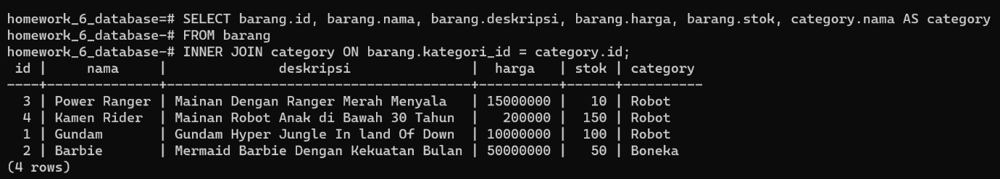 homework_6_database=# SELECT barang.id, barang.nama, barang.deskripsi, barang.harga, barang.stok, category.nama AS category
homework_6_database-# FROM barang
homework_6_database-# INNER JOIN category ON barang.kategori_id = category.id;
 id |     nama     |             deskripsi             |  harga   | stok | category
----+--------------+-----------------------------------+----------+------+----------
  3 | Power Ranger | Mainan Dengan Ranger Merah Menyala   | 15000000 |   10 | Robot
  4 | Kamen Rider  | Mainan Robot Anak di Bawah 30 Tahun  |   200000 |  150 | Robot
  1 | Gundam       | Gundam Hyper Jungle In land Of Down  | 10000000 |  100 | Robot
  2 | Barbie       | Mermaid Barbie Dengan Kekuatan Bulan | 50000000 |   50 | Boneka
(4 rows)